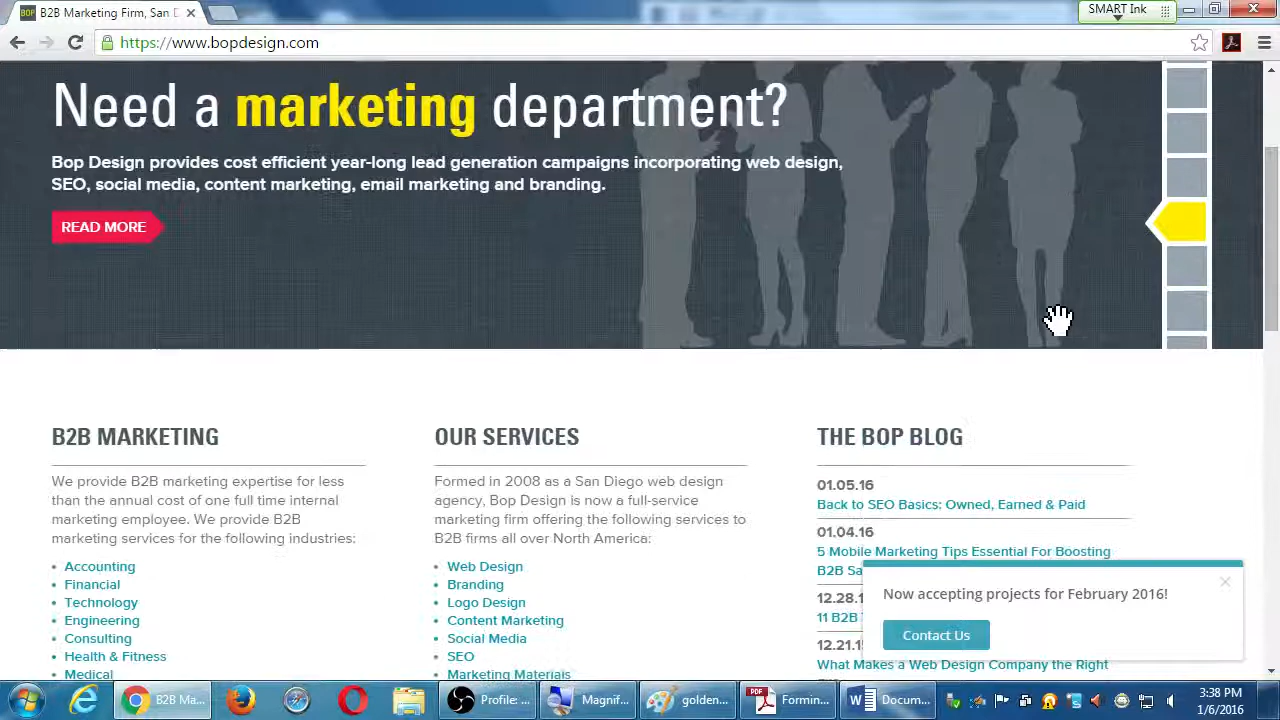 B2B Marketing Firm, San D
SMART Ink
https://www.bopdesign.com
Need a marketing department?
Bop Design provides cost efficient year-long lead generation campaigns incorporating web design,
SEO, social media, content marketing, email marketing and branding.
READ MORE
B2B MARKETING
We provide B2B marketing expertise for less
than the annual cost of one full time internal
marketing employee. We provide B2B
marketing services for the following industries:
Accounting
Financial
Technology
Engineering
Consulting
Health & Fitness
Medical
OUR SERVICES
Formed in 2008 as a San Diego web design
agency, Bop Design is now a full-service
marketing firm offering the following services to
B2B firms all over North America:
Web Design
Branding
Logo Design
Content Marketing
Social Media
SEO
Marketing Materials
THE BOP BLOG
01.05.16
Back to SEO Basics: Owned, Earned & Paid
01.04.16
5 Mobile Marketing Tips Essential For Boosting
B2B Sa
12.28.1
11 B2B
12.21.1
What Makes a Web Design Company the Right
Now accepting projects for February 2016!
Contact Us
B2B Ma...
Profile: ...
Magnif...
golden...
Formin...
Docum...
3:38 PM
1/6/2016